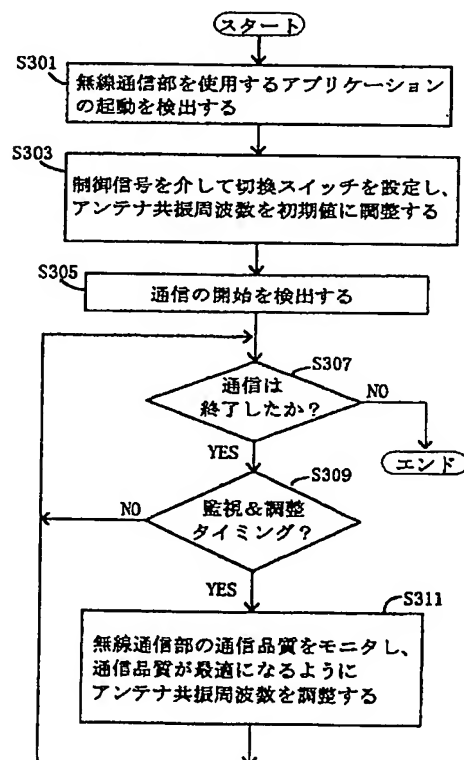 スタート
S301
無線通信部を使用するアプリケーション
の起動を検出する
S303
制御信号を介して切換スイッチを設定し、
アンテナ共振周波数を初期値に調整する
S305
通信の開始を検出する
S307
通信は
終了したか?
NO
YES
エンド
S309
監視&調整
タイミング?
NO
YES
S311
無線通信部の通信品質をモニタし、
通信品質が最適になるように
アンテナ共振周波数を調整する